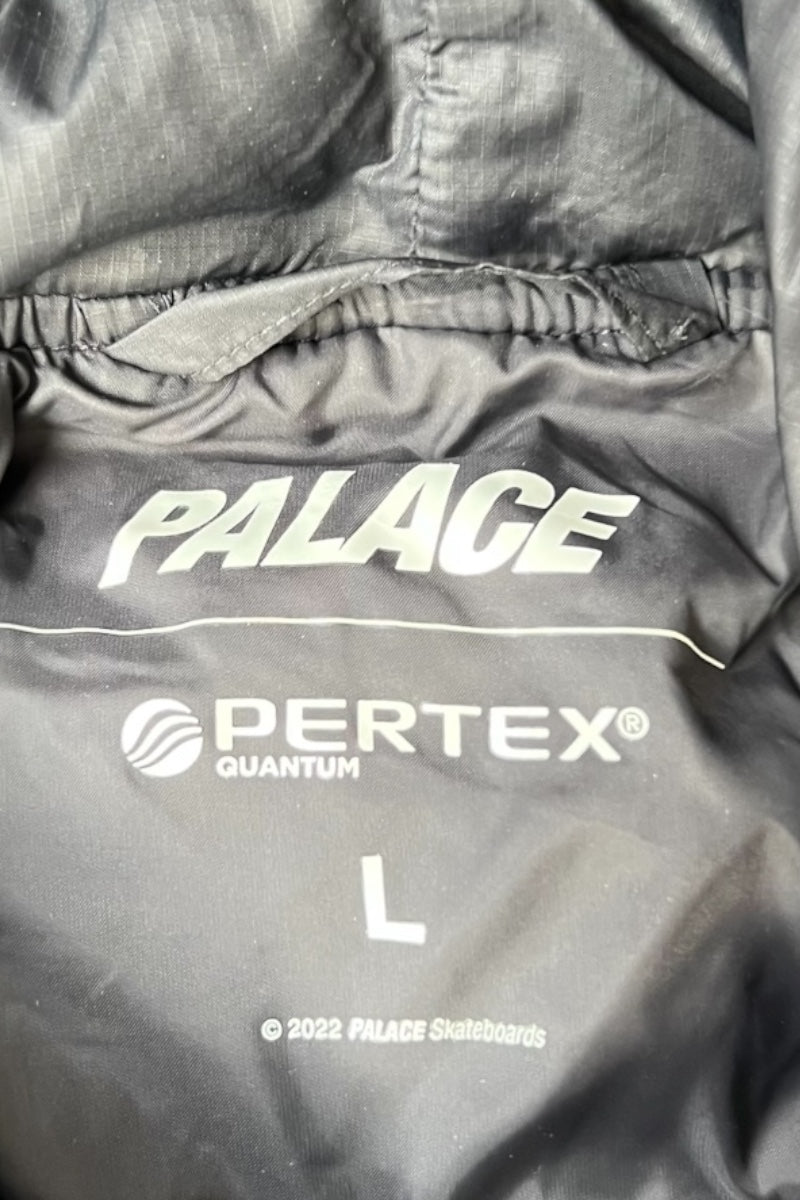 PALACE
PERTEX®
QUANTUM
L
© 2022 PALACE Skateboards